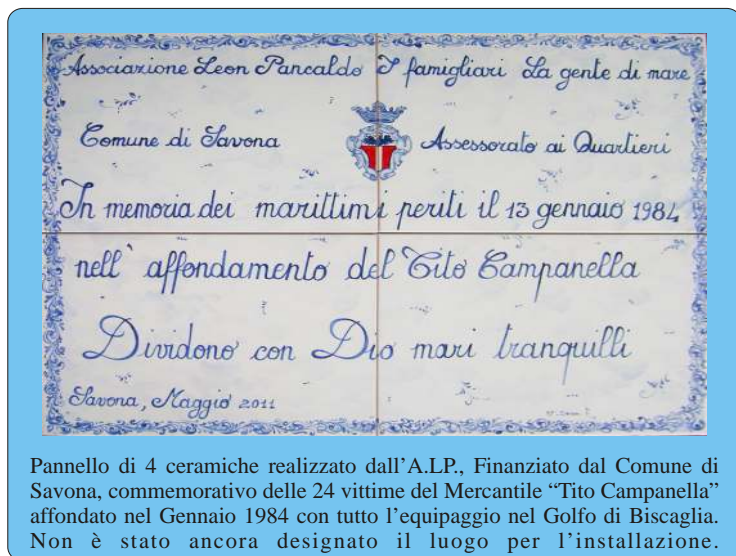 Associazione Leon Pancaldo I famigliari La gente di mare
Comune di Savona Assessorato ai Quartieri
In memoria dei marittimi periti il 13 gennaio 1984
nell' affondamento del Tito Campanella
Dividono con Dio mari tranquilli
Savona, Maggio 2011
Pannello di 4 ceramiche realizzato dall'A.LP., Finanziato dal Comune di
Savona, commemorativo delle 24 vittime del Mercantile “Tito Campanella”
affondato nel Gennaio 1984 con tutto l'equipaggio nel Golfo di Biscaglia.
Non è stato ancora designato il luogo per l'installazione.